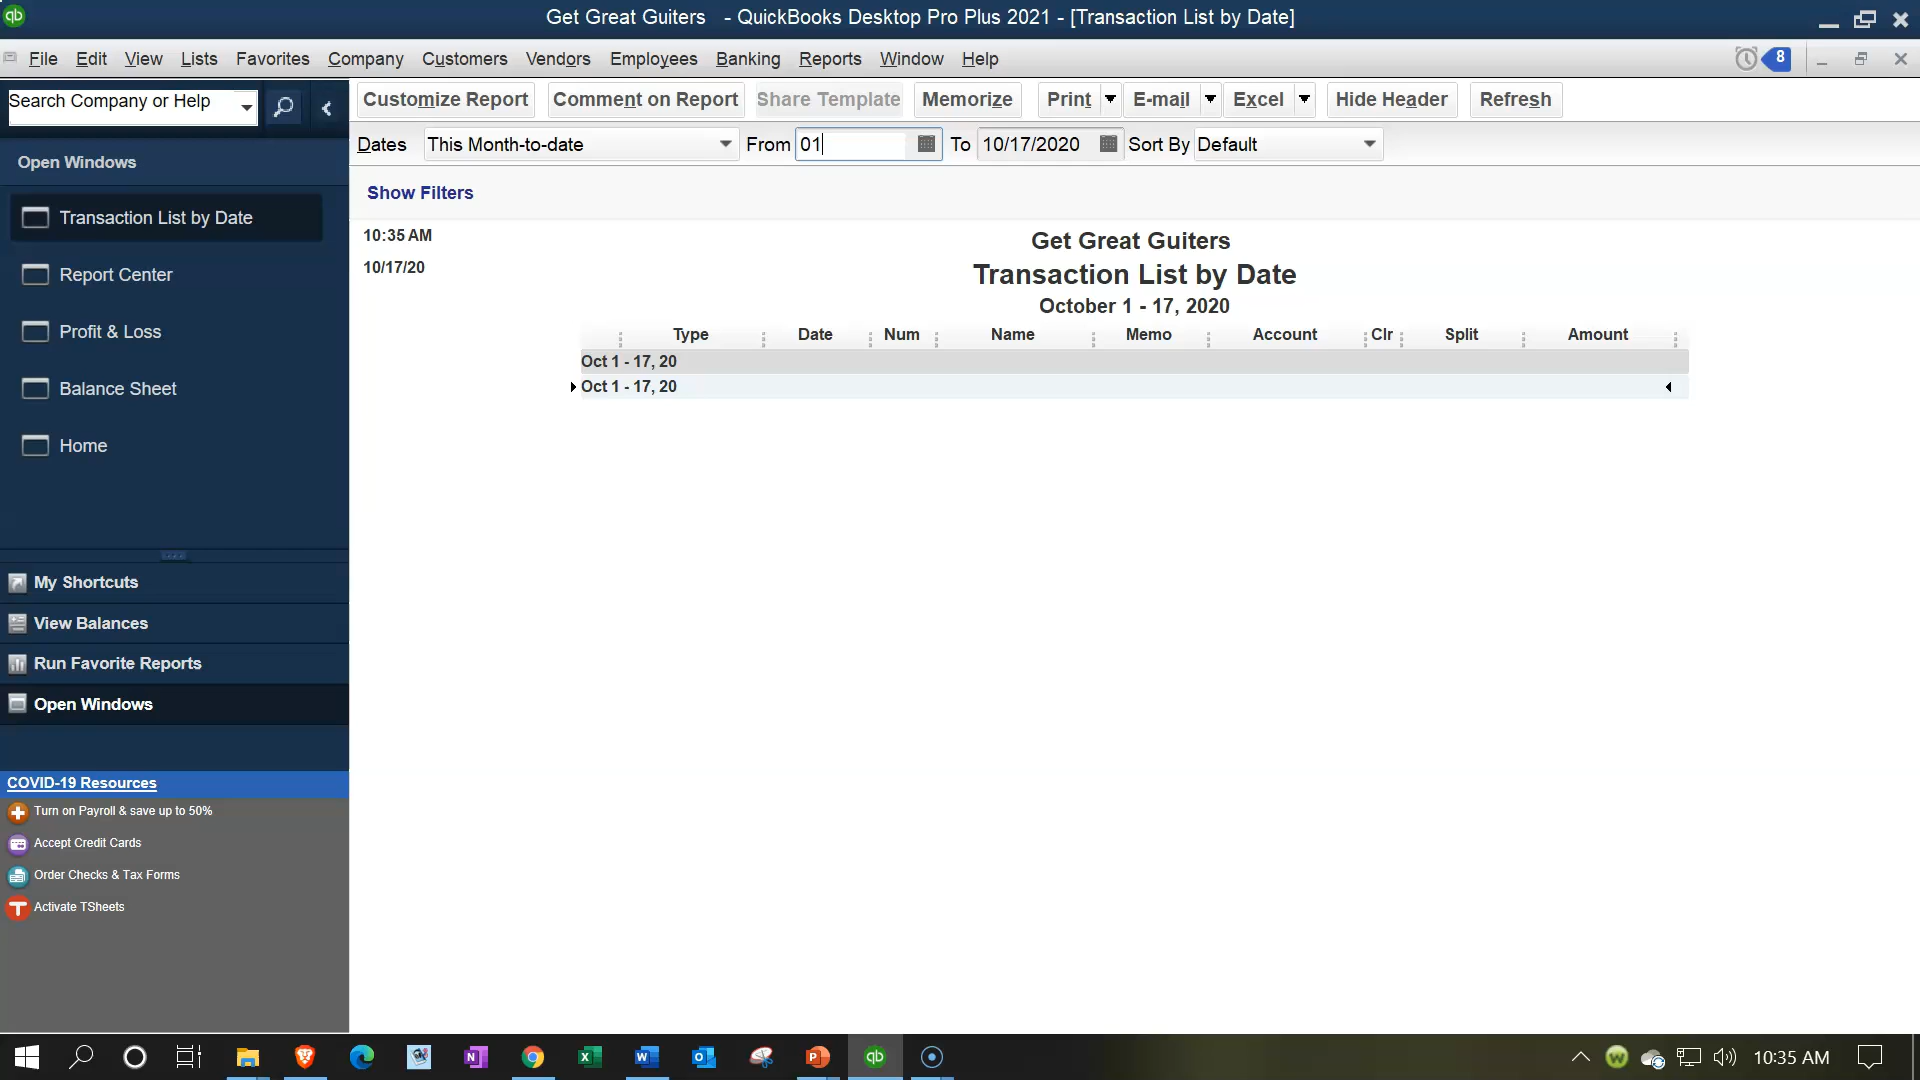 qb
Get Great Guiters - QuickBooks Desktop Pro Plus 2021 - [Transaction List by Date]
File Edit View Lists Favorites Company Customers Vendors Employees Banking Reports Window Help
8
Search Company or Help
Customize Report Comment on Report Share Template Memorize Print E-mail Excel Hide Header Refresh
Dates This Month-to-date From 01 To 10/17/2020 Sort By Default
Show Filters
Open Windows
Transaction List by Date
Report Center
Profit & Loss
Balance Sheet
Home
My Shortcuts
View Balances
Run Favorite Reports
Open Windows
COVID-19 Resources
Turn on Payroll & save up to 50%
Accept Credit Cards
Order Checks & Tax Forms
Activate TSheets
10:35 AM
10/17/20
Get Great Guiters
Transaction List by Date
October 1 - 17, 2020
Type Date Num Name Memo Account Clr Split Amount
Oct 1 - 17, 20
Oct 1 - 17, 20
10:35 AM